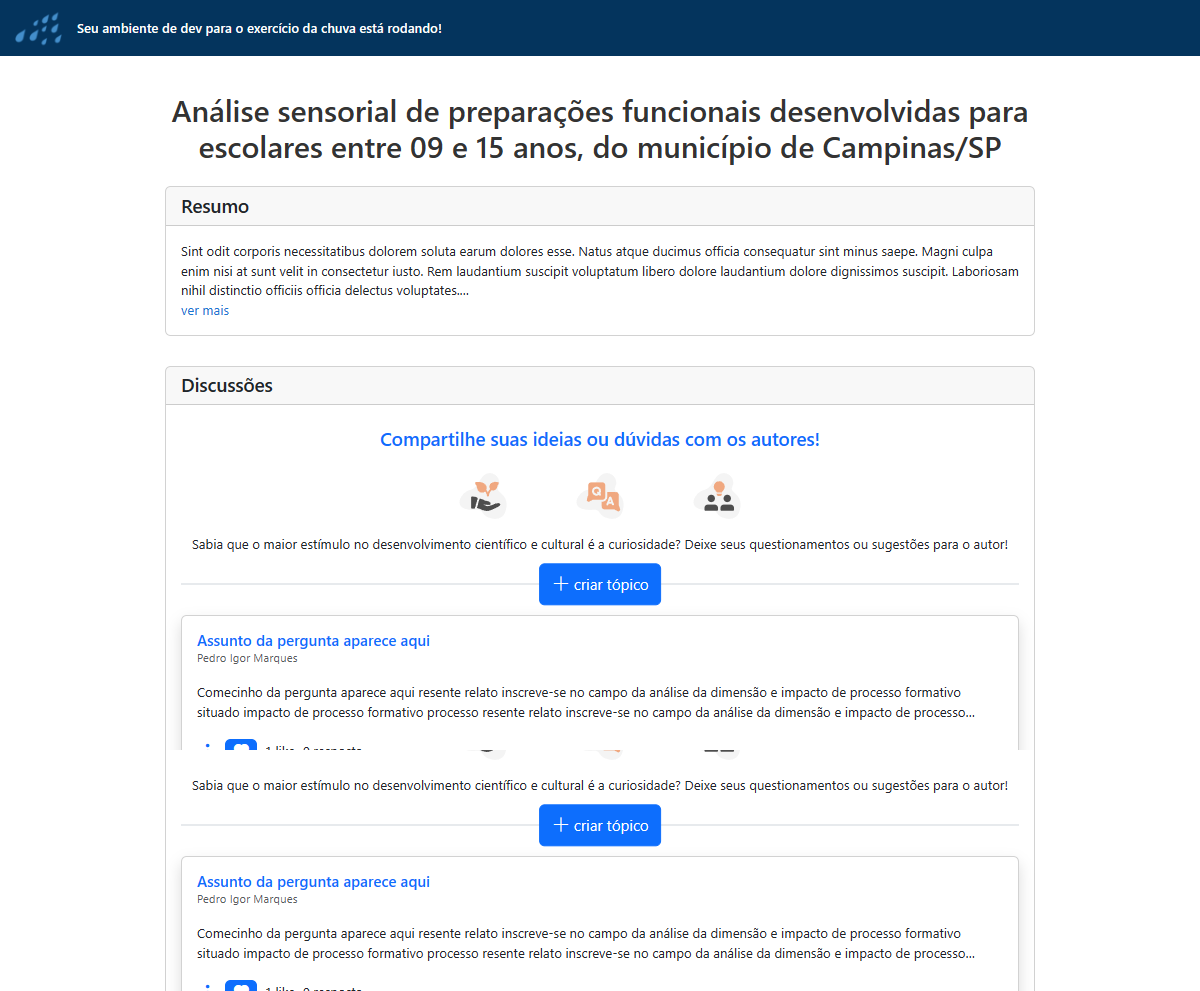 Seu ambiente de dev para o exercício da chuva está rodando!
Análise sensorial de preparações funcionais desenvolvidas para
escolares entre 09 e 15 anos, do município de Campinas/SP
Resumo
Sint odit corporis necessitatibus dolorem soluta earum dolores esse. Natus atque ducimus officia consequatur sint minus saepe. Magni culpa
enim nisi at sunt velit in consectetur iusto. Rem laudantium suscipit voluptatum libero dolore laudantium dolore dignissimos suscipit. Laboriosam
nihil distinctio officiis officia delectus voluptates....
ver mais
Discussões
Compartilhe suas ideias ou dúvidas com os autores!
Q
A
Sabia que o maior estímulo no desenvolvimento científico e cultural é a curiosidade? Deixe seus questionamentos ou sugestões para o autor!
criar tópico
Assunto da pergunta aparece aqui
Pedro Igor Marques
Comecinho da pergunta aparece aqui resente relato inscreve-se no campo da análise da dimensão e impacto de processo formativo
situado impacto de processo formativo processo resente relato inscreve-se no campo da análise da dimensão e impacto de processo...
1 like 0 resposta
Sabia que o maior estímulo no desenvolvimento científico e cultural é a curiosidade? Deixe seus questionamentos ou sugestões para o autor!
criar tópico
Assunto da pergunta aparece aqui
Pedro Igor Marques
Comecinho da pergunta aparece aqui resente relato inscreve-se no campo da análise da dimensão e impacto de processo formativo
situado impacto de processo formativo processo resente relato inscreve-se no campo da análise da dimensão e impacto de processo...
1 like 0 resposta